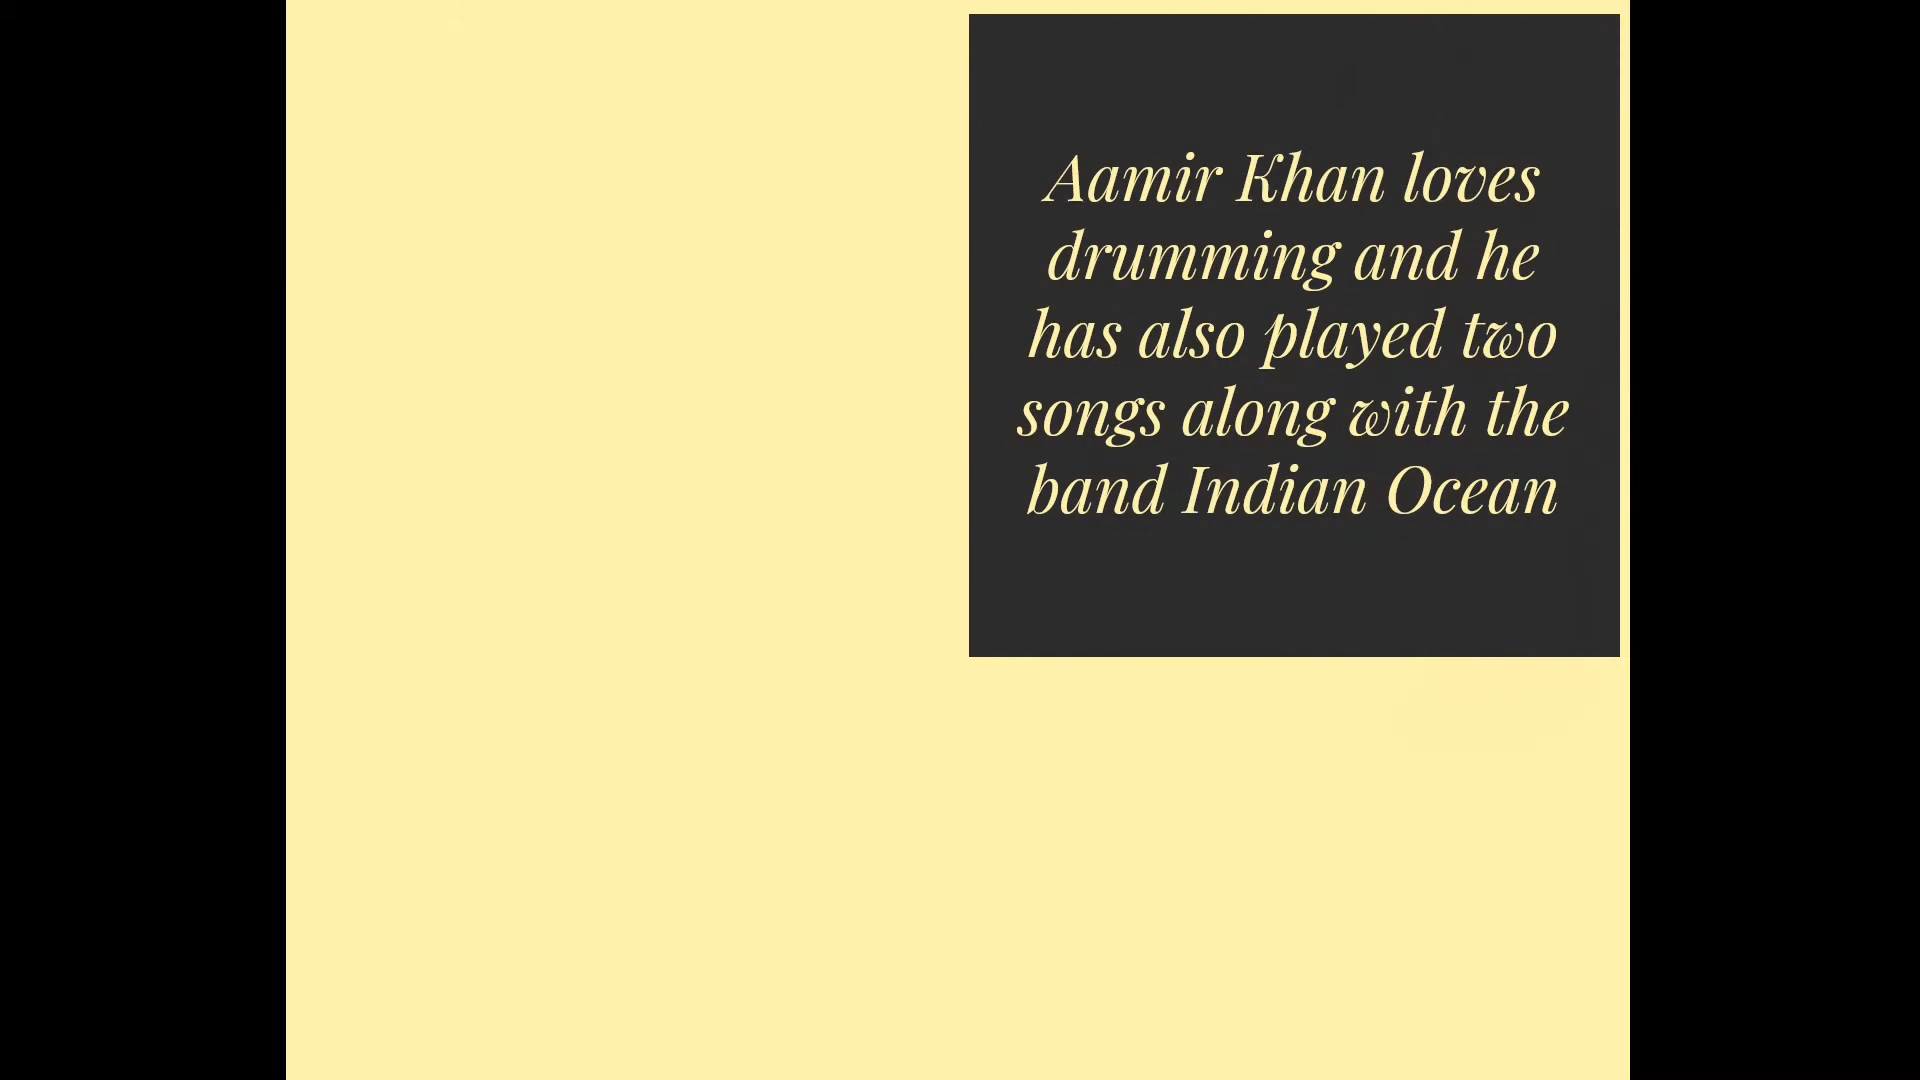 Aamir Khan loves
drumming and he
has also played two
songs along with the
band Indian Ocean